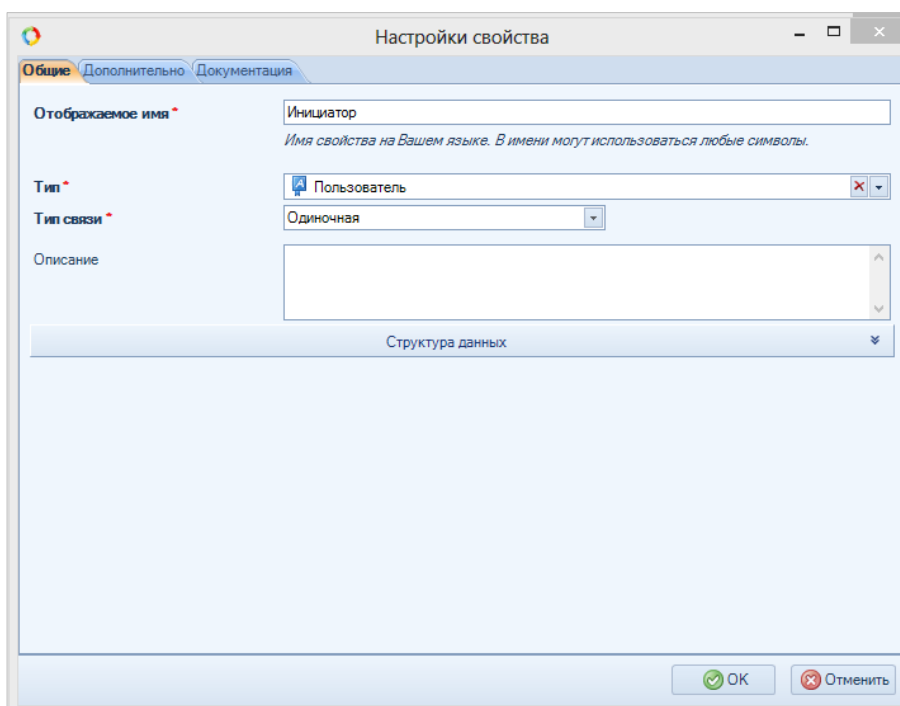 Настройки свойства
Общие Дополнительно Документация
Отображаемое имя * Инициатор
Имя свойства на Вашем языке. В имени могут использоваться любые символы.
Тип * Пользователь
Тип связи * Одиночная
Описание
Структура данных
OK Отменить